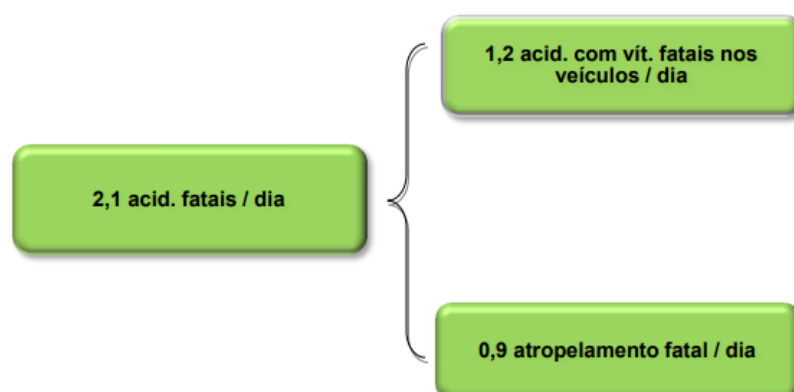 1,2 acid. com vít. fatais nos
veículos / dia
2,1 acid. fatais / dia
0,9 atropelamento fatal / dia